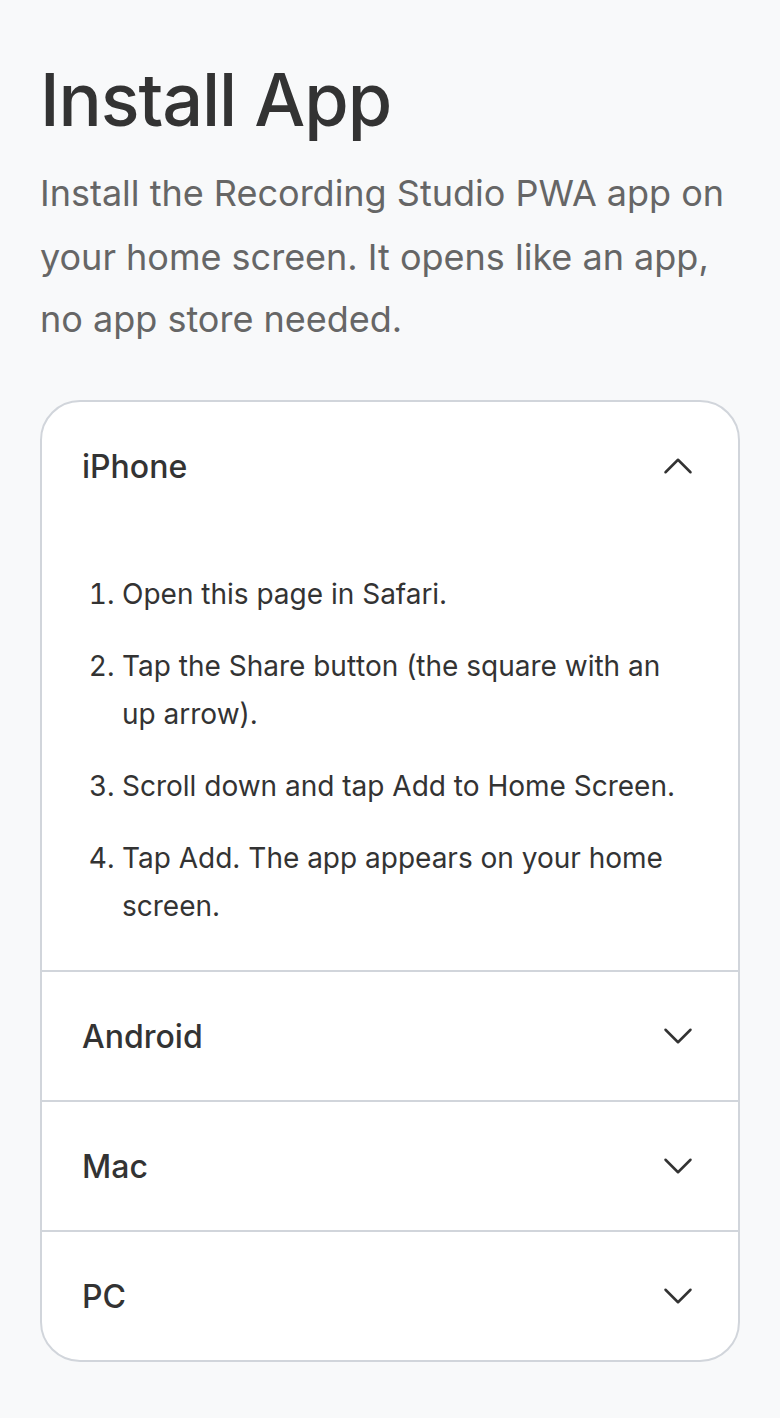 Install App
Install the Recording Studio PWA app on
your home screen. It opens like an app,
no app store needed.
iPhone
1. Open this page in Safari.
2. Tap the Share button (the square with an
up arrow).
3. Scroll down and tap Add to Home Screen.
4. Tap Add. The app appears on your home
screen.
Android
Mac
PC